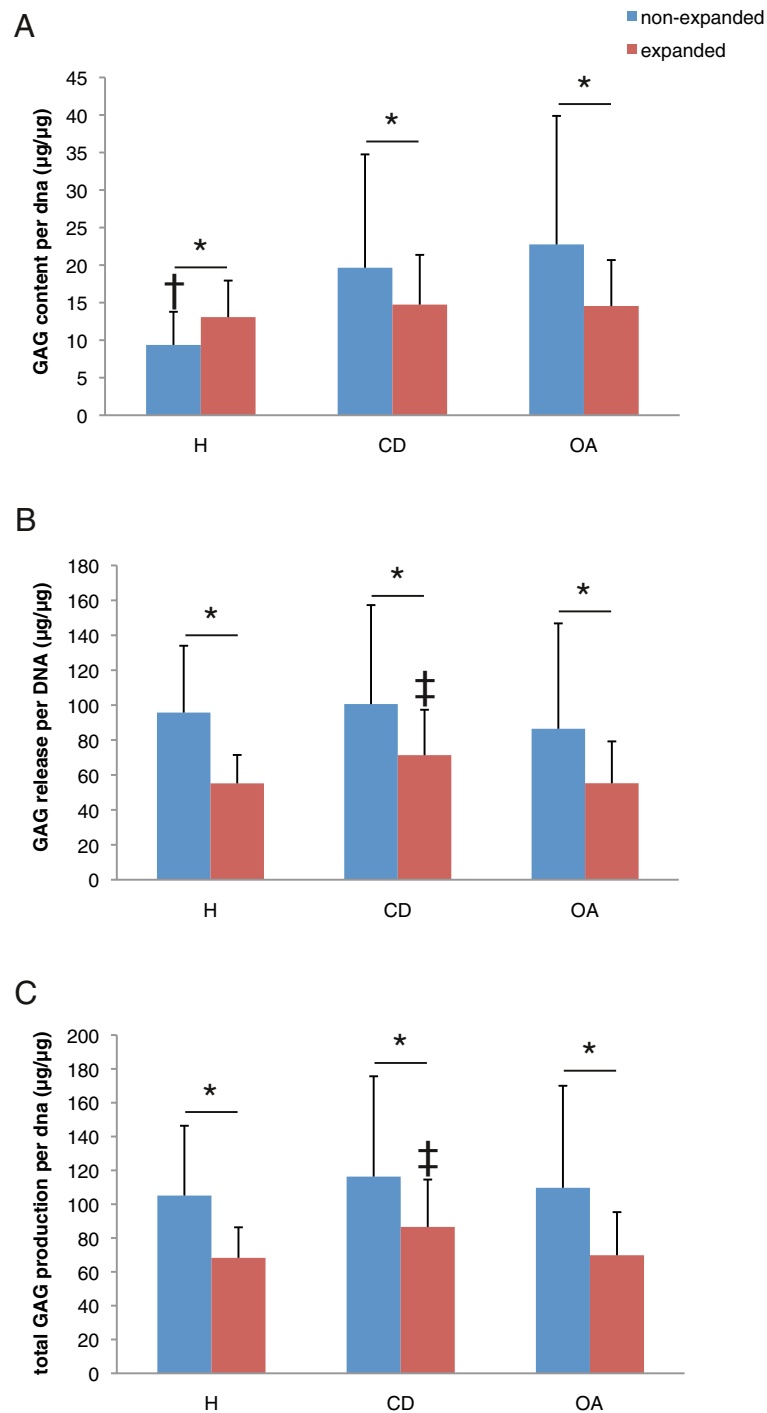 non-expanded
expanded
A
GAG content per dna (µg/µg)
45
40
35
30
25
20
15
10
5
0
*
*
*
†
H
CD
OA
B
GAG release per DNA (µg/µg)
180
160
140
120
100
80
60
40
20
0
*
*
*
‡
H
CD
OA
C
total GAG production per dna (µg/µg)
200
180
160
140
120
100
80
60
40
20
0
*
*
*
‡
H
CD
OA